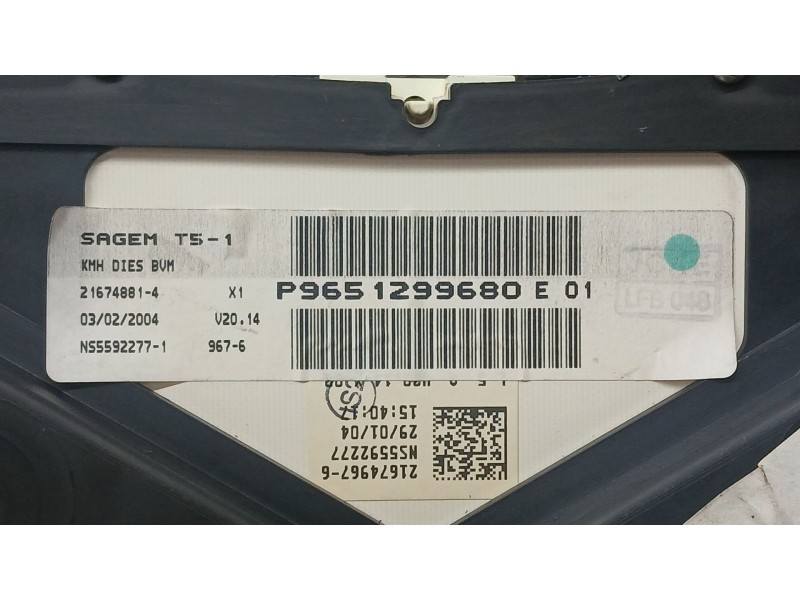 SAGEM T5-1
KMH DIES BVM
21674881-4 X1
03/02/2004 V20.14
NS5592277-1 967-6
P9651299680 E 01
LFB 048
15:40:17
29/01/04
NS5592277
21674967-6